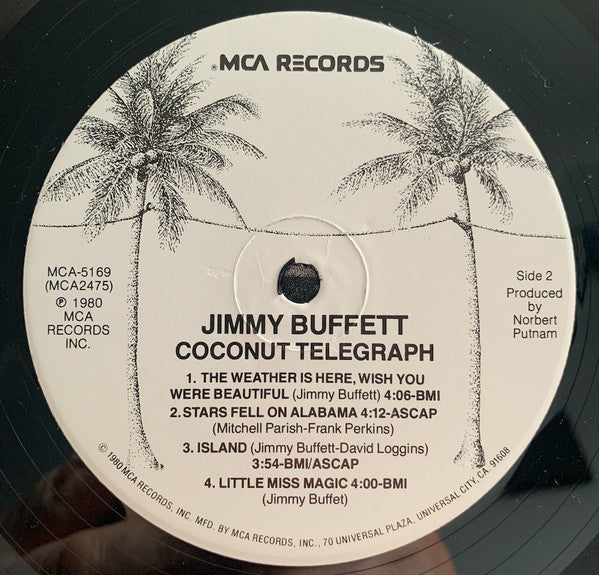 ® MCA RECORDS
MCA-5169
(MCA2475)
℗ 1980
MCA
RECORDS
INC.
Side 2
Produced
by
Norbert
Putnam
JIMMY BUFFETT
COCONUT TELEGRAPH
1. THE WEATHER IS HERE, WISH YOU
WERE BEAUTIFUL (Jimmy Buffett) 4:06-BMI
2. STARS FELL ON ALABAMA 4:12-ASCAP
(Mitchell Parish-Frank Perkins)
3. ISLAND (Jimmy Buffett-David Loggins)
3:54-BMI/ASCAP
4. LITTLE MISS MAGIC 4:00-BMI
(Jimmy Buffet)
© 1980 MCA RECORDS, INC. MFD. BY MCA RECORDS, INC., 70 UNIVERSAL PLAZA, UNIVERSAL CITY, CA. 91608